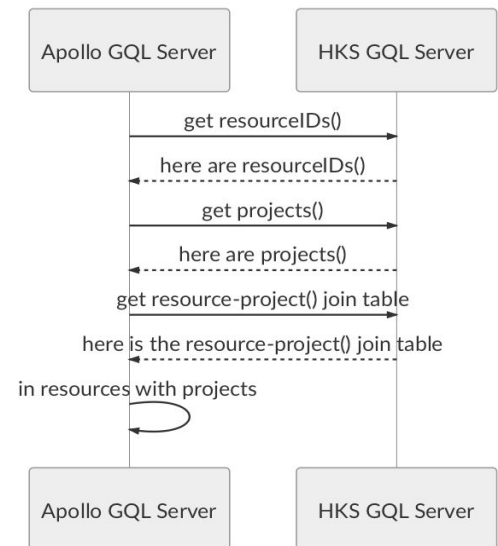 Apollo GQL Server
HKS GQL Server
get resourceIDs()
here are resourceIDs()
get projects()
here are projects()
get resource-project() join table
here is the resource-project() join table
in resources with projects
Apollo GQL Server
HKS GQL Server